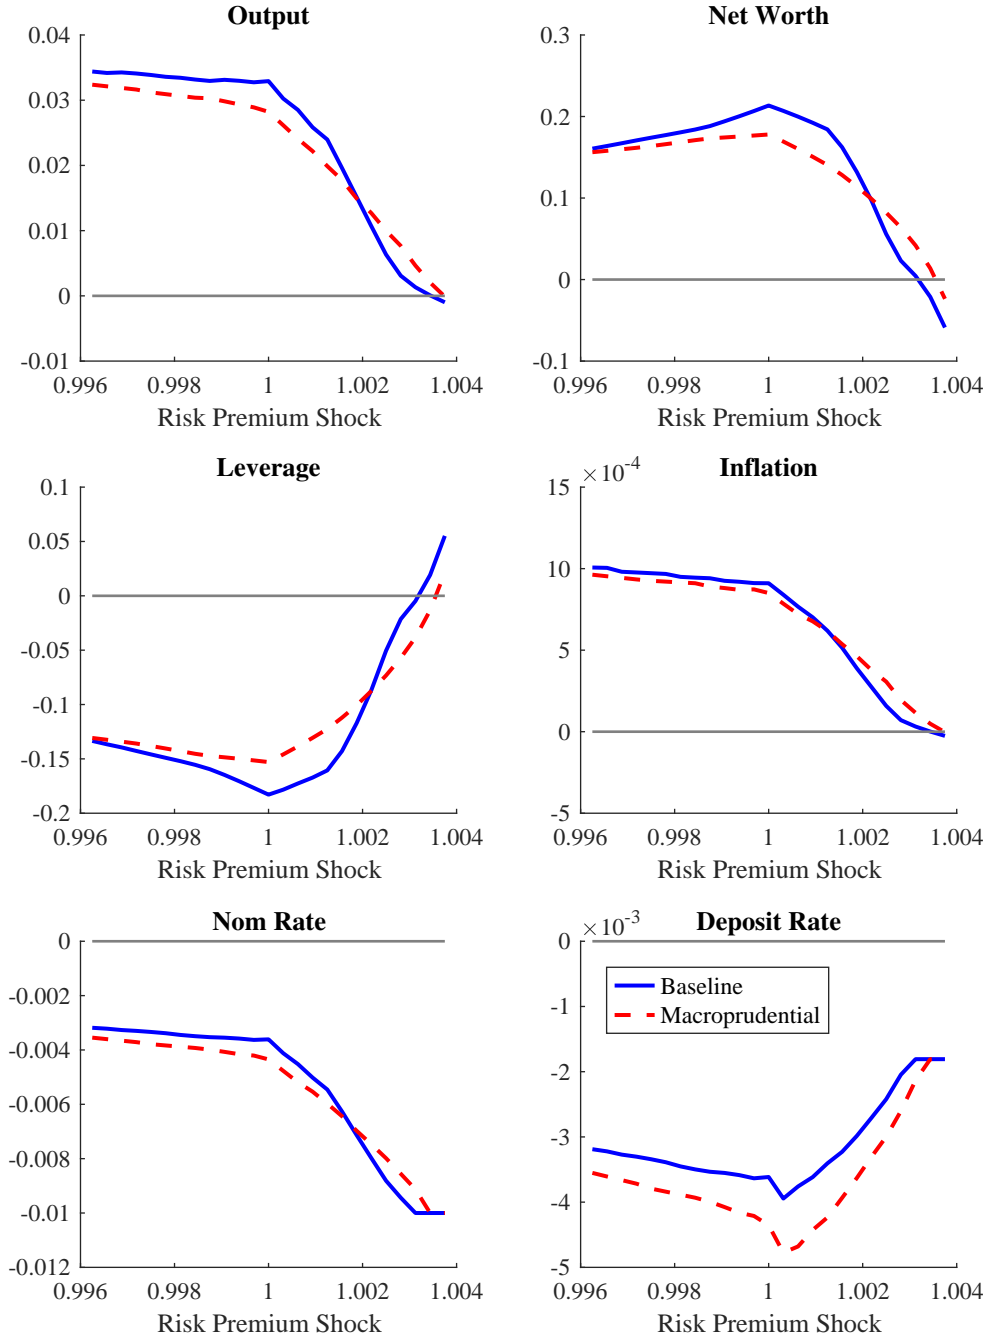 Output
0.04
0.03
0.02
0.01
0
-0.01
0.996 0.998 1 1.002 1.004
Risk Premium Shock
Net Worth
0.3
0.2
0.1
0
-0.1
0.996 0.998 1 1.002 1.004
Risk Premium Shock
Leverage
0.1
0.05
0
-0.05
-0.1
-0.15
-0.2
0.996 0.998 1 1.002 1.004
Risk Premium Shock
Inflation
×10⁻⁴
15
10
5
0
-5
0.996 0.998 1 1.002 1.004
Risk Premium Shock
Nom Rate
0
-0.002
-0.004
-0.006
-0.008
-0.01
-0.012
0.996 0.998 1 1.002 1.004
Risk Premium Shock
Deposit Rate
×10⁻³
0
-1
-2
-3
-4
-5
Baseline
Macroprudential
0.996 0.998 1 1.002 1.004
Risk Premium Shock